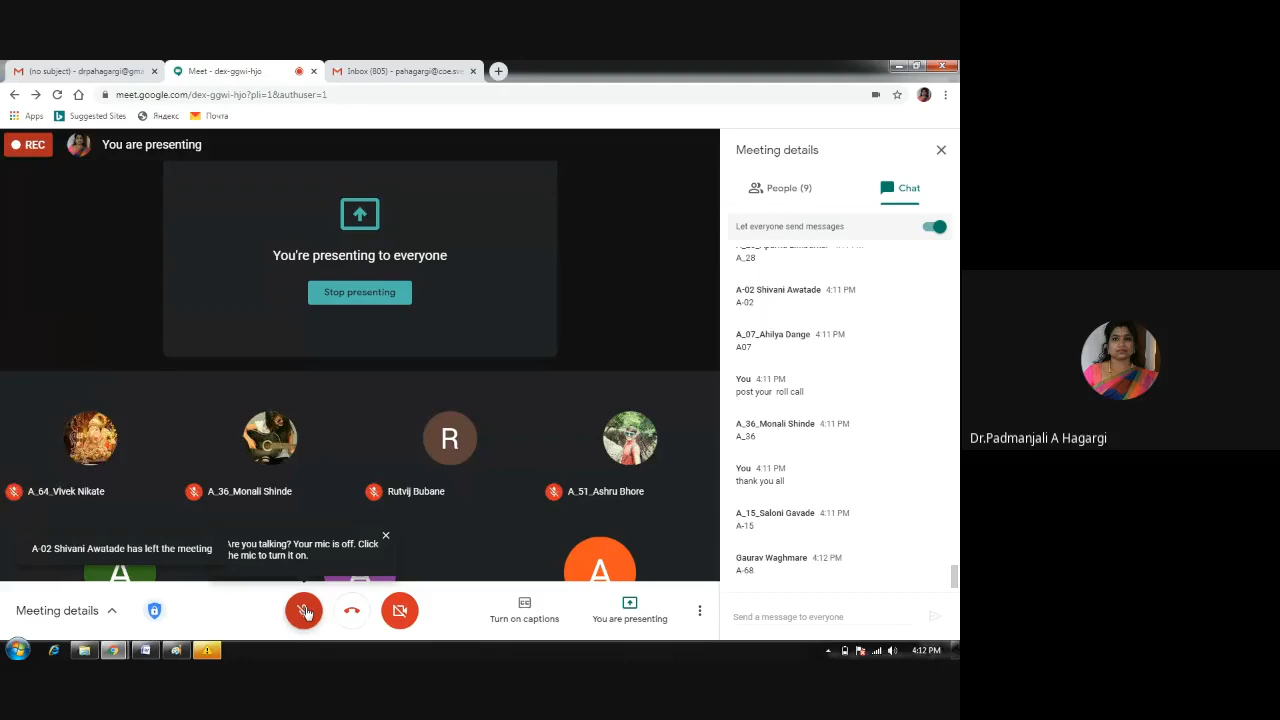 (no subject) - drpahagargi@gma
Meet - dex-ggwi-hjo
Inbox (805) - pahagargi@coe.sve
meet.google.com/dex-ggwi-hjo?pli=1&authuser=1
Apps
Suggested Sites
Яндекс
Почта
REC
You are presenting
You're presenting to everyone
Stop presenting
A_64_Vivek Nikate
A_36_Monali Shinde
R
Rutvij Bubane
A_51_Ashru Bhore
A-02 Shivani Awatade has left the meeting
Are you talking? Your mic is off. Click
he mic to turn it on.
A
A
A
Meeting details
Turn on captions
You are presenting
Meeting details
People (9)
Chat
Let everyone send messages
A_28
A-02 Shivani Awatade 4:11 PM
A-02
A_07_Ahilya Dange 4:11 PM
A07
You 4:11 PM
post your roll call
A_36_Monali Shinde 4:11 PM
A_36
You 4:11 PM
thank you all
A_15_Saloni Gavade 4:11 PM
A-15
Gaurav Waghmare 4:12 PM
A-68
Send a message to everyone
4:12 PM
Dr.Padmanjali A Hagargi